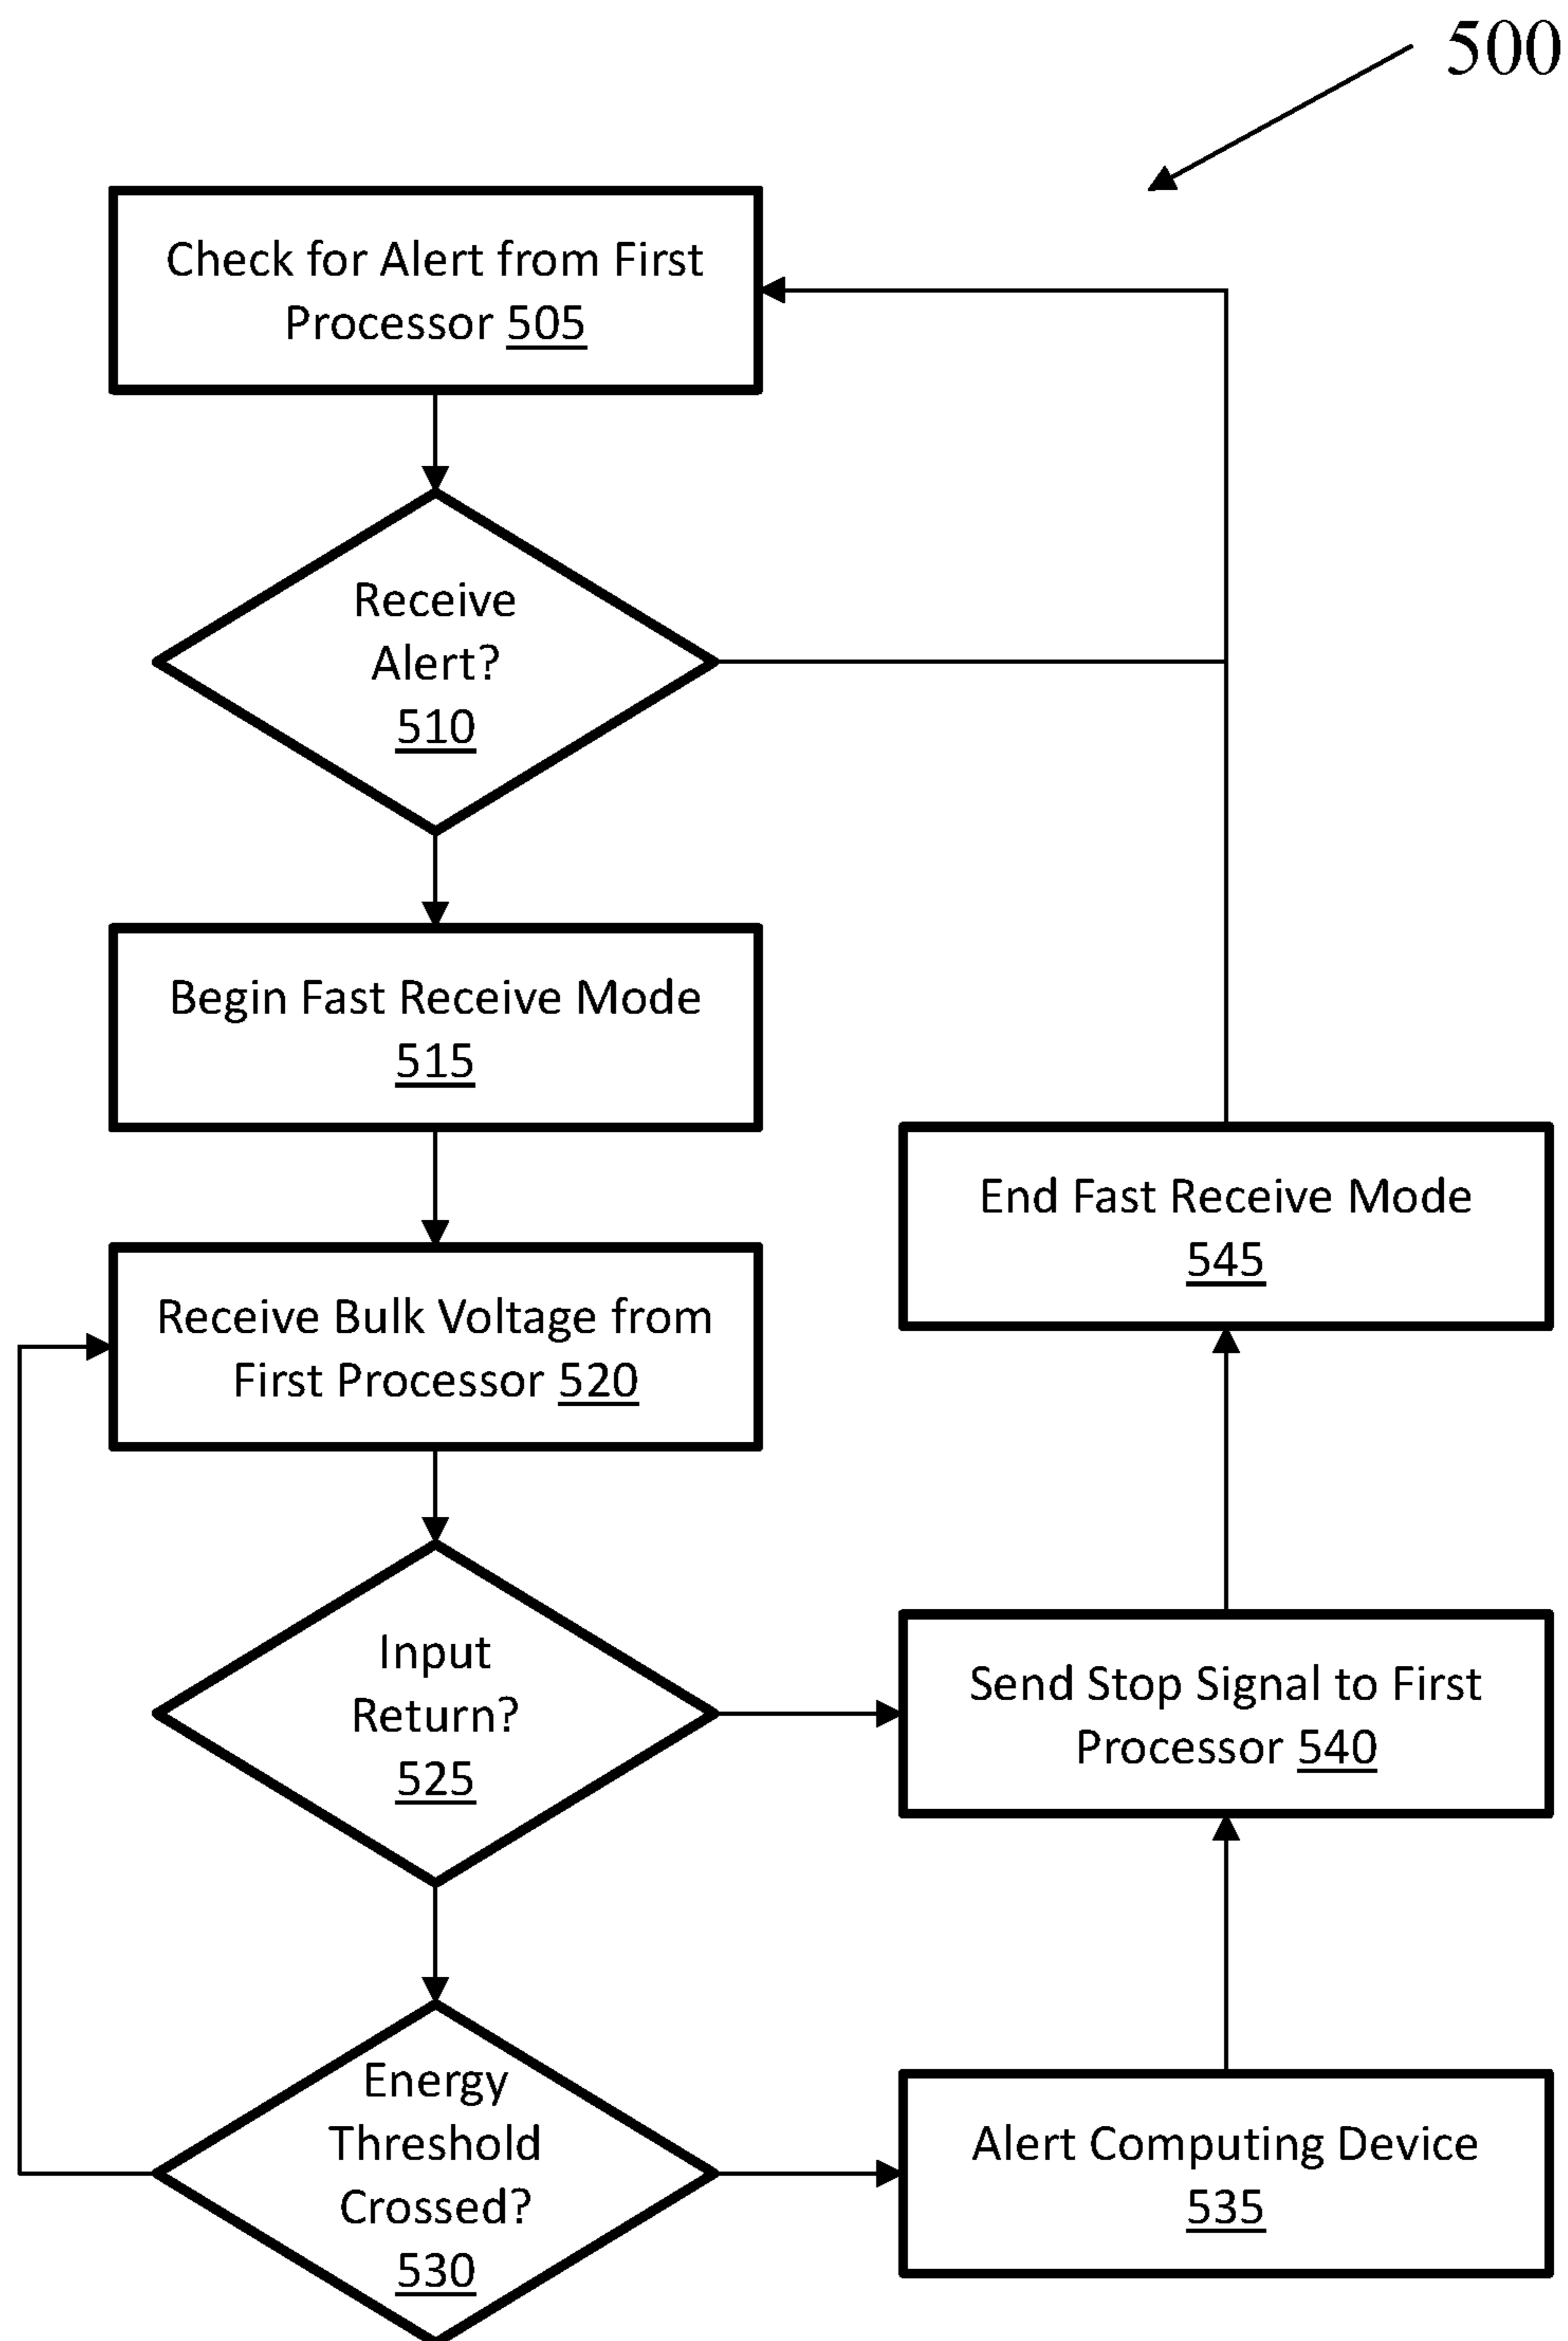 500
Check for Alert from First
Processor 505
Receive
Alert?
510
Begin Fast Receive Mode
515
Receive Bulk Voltage from
First Processor 520
Input
Return?
525
Energy
Threshold
Crossed?
530
Alert Computing Device
535
Send Stop Signal to First
Processor 540
End Fast Receive Mode
545